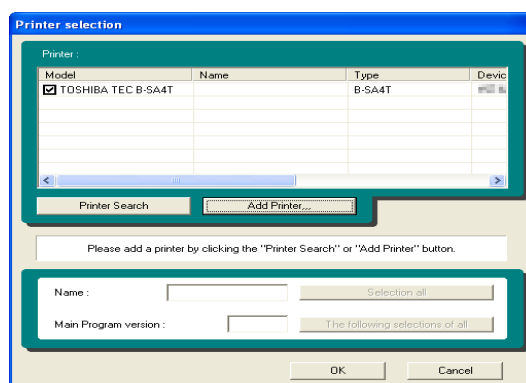 Printer selection
Printer :
Model Name Type Devic
TOSHIBA TEC B-SA4T B-SA4T
Printer Search Add Printer,,,
Please add a printer by clicking the "Printer Search" or "Add Printer" button.
Name : Selection all
Main Program version : The following selections of all
OK Cancel